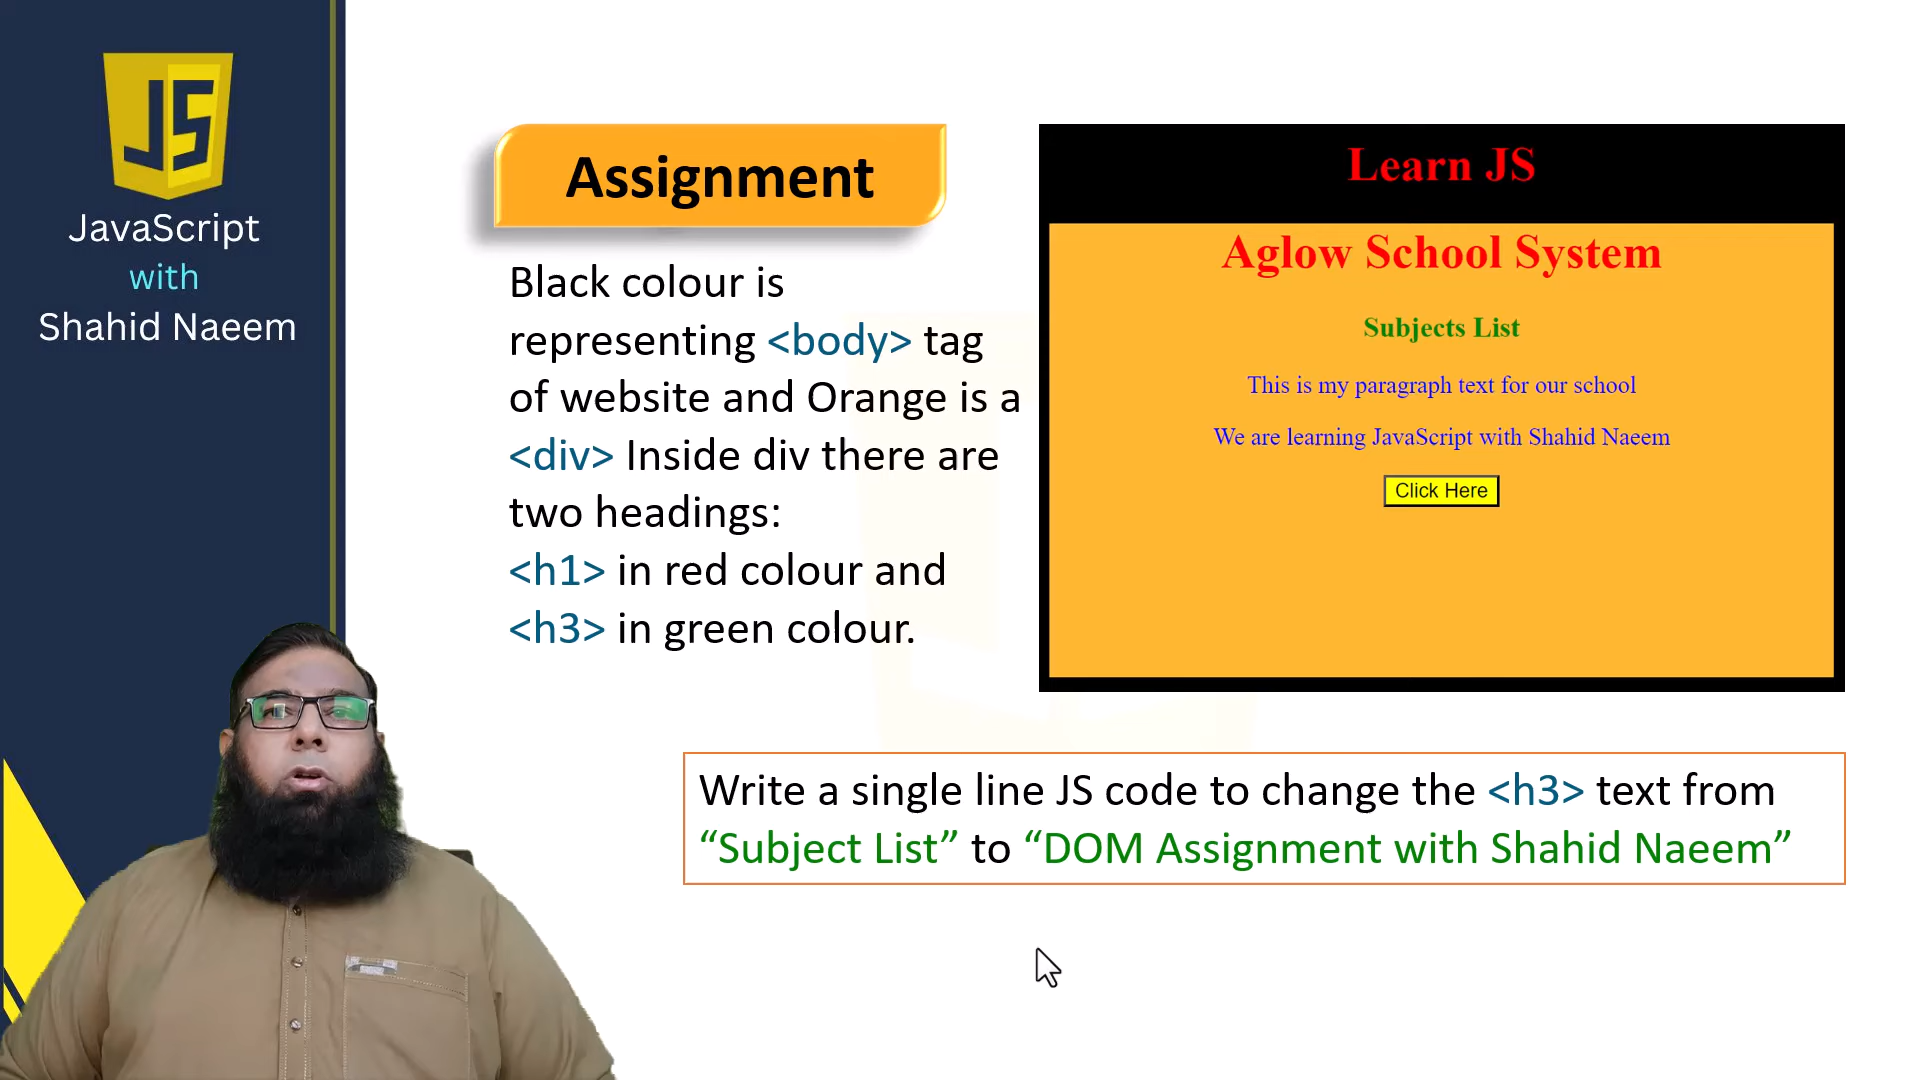 JS
JavaScript
with
Shahid Naeem
Assignment
Black colour is
representing <body> tag
of website and Orange is a
<div> Inside div there are
two headings:
<h1> in red colour and
<h3> in green colour.
Learn JS
Aglow School System
Subjects List
This is my paragraph text for our school
We are learning JavaScript with Shahid Naeem
Click Here
Write a single line JS code to change the <h3> text from
“Subject List” to “DOM Assignment with Shahid Naeem”